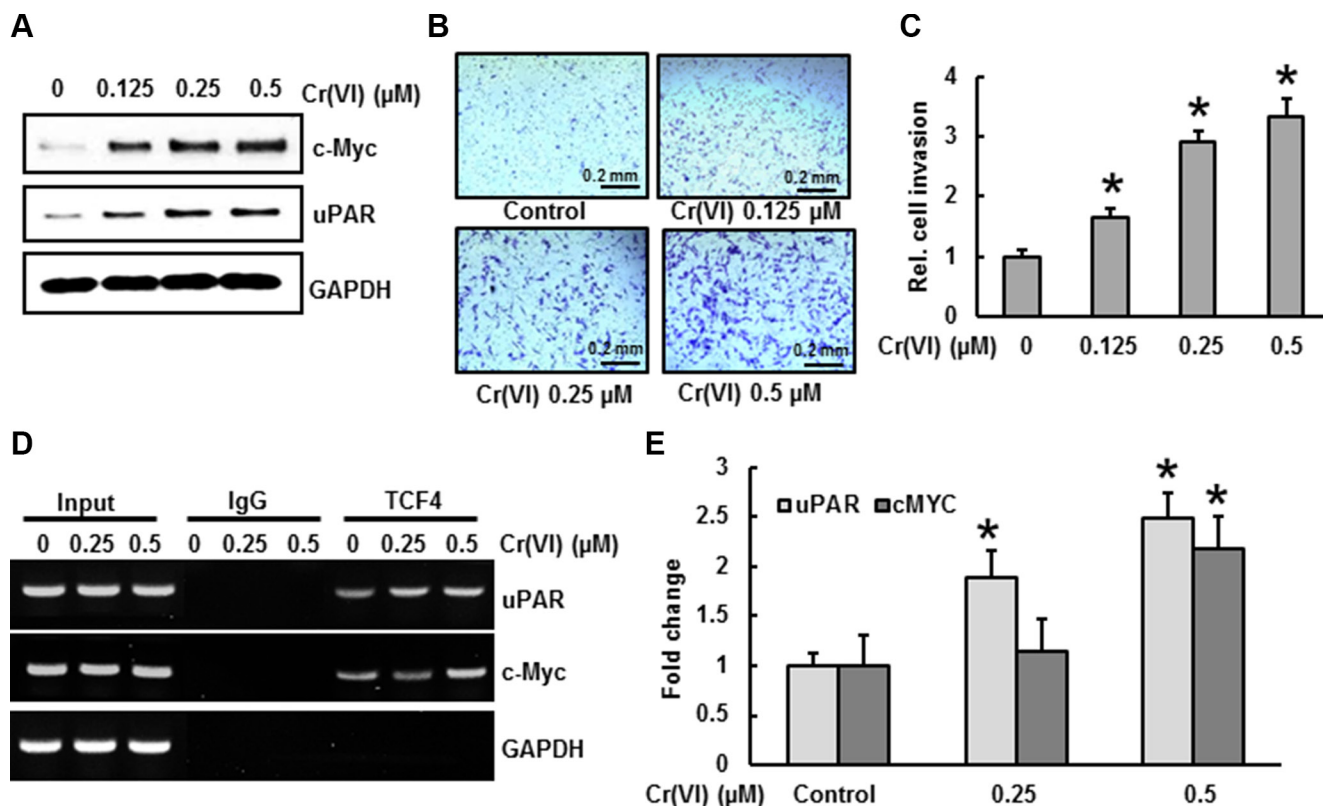 A
0 0.125 0.25 0.5 Cr(VI) (µM)
c-Myc
uPAR
GAPDH
B
0.2 mm 0.2 mm
Control Cr(VI) 0.125 µM
0.2 mm 0.2 mm
Cr(VI) 0.25 µM Cr(VI) 0.5 µM
C
Rel. cell invasion
4
3
2
1
0
* * *
Cr(VI) (µM) 0 0.125 0.25 0.5
D
Input IgG TCF4
0 0.25 0.5 0 0.25 0.5 0 0.25 0.5 Cr(VI) (µM)
uPAR
c-Myc
GAPDH
E
Fold change
3
2.5
2
1.5
1
0.5
0
uPAR cMYC
* * *
Cr(VI) (µM) Control 0.25 0.5